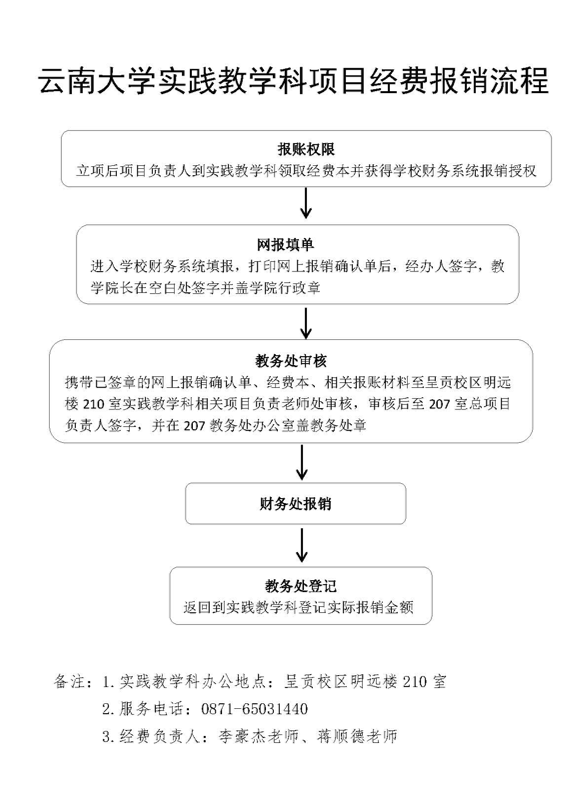 云南大学实践教学科项目经费报销流程
报账权限
立项后项目负责人到实践教学科领取经费本并获得学校财务系统报销授权
网报填单
进入学校财务系统填报，打印网上报销确认单后，经办人签字，教
学院长在空白处签字并盖学院行政章
教务处审核
携带已签章的网上报销确认单、经费本、相关报账材料至呈贡校区明远
楼 210 室实践教学科相关项目负责老师处审核，审核后至 207 室总项目
负责人签字，并在 207 教务处办公室盖教务处章
财务处报销
教务处登记
返回到实践教学科登记实际报销金额
备注：1.实践教学科办公地点：呈贡校区明远楼 210 室
2.服务电话：0871-65031440
3.经费负责人：李豪杰老师、蒋顺德老师